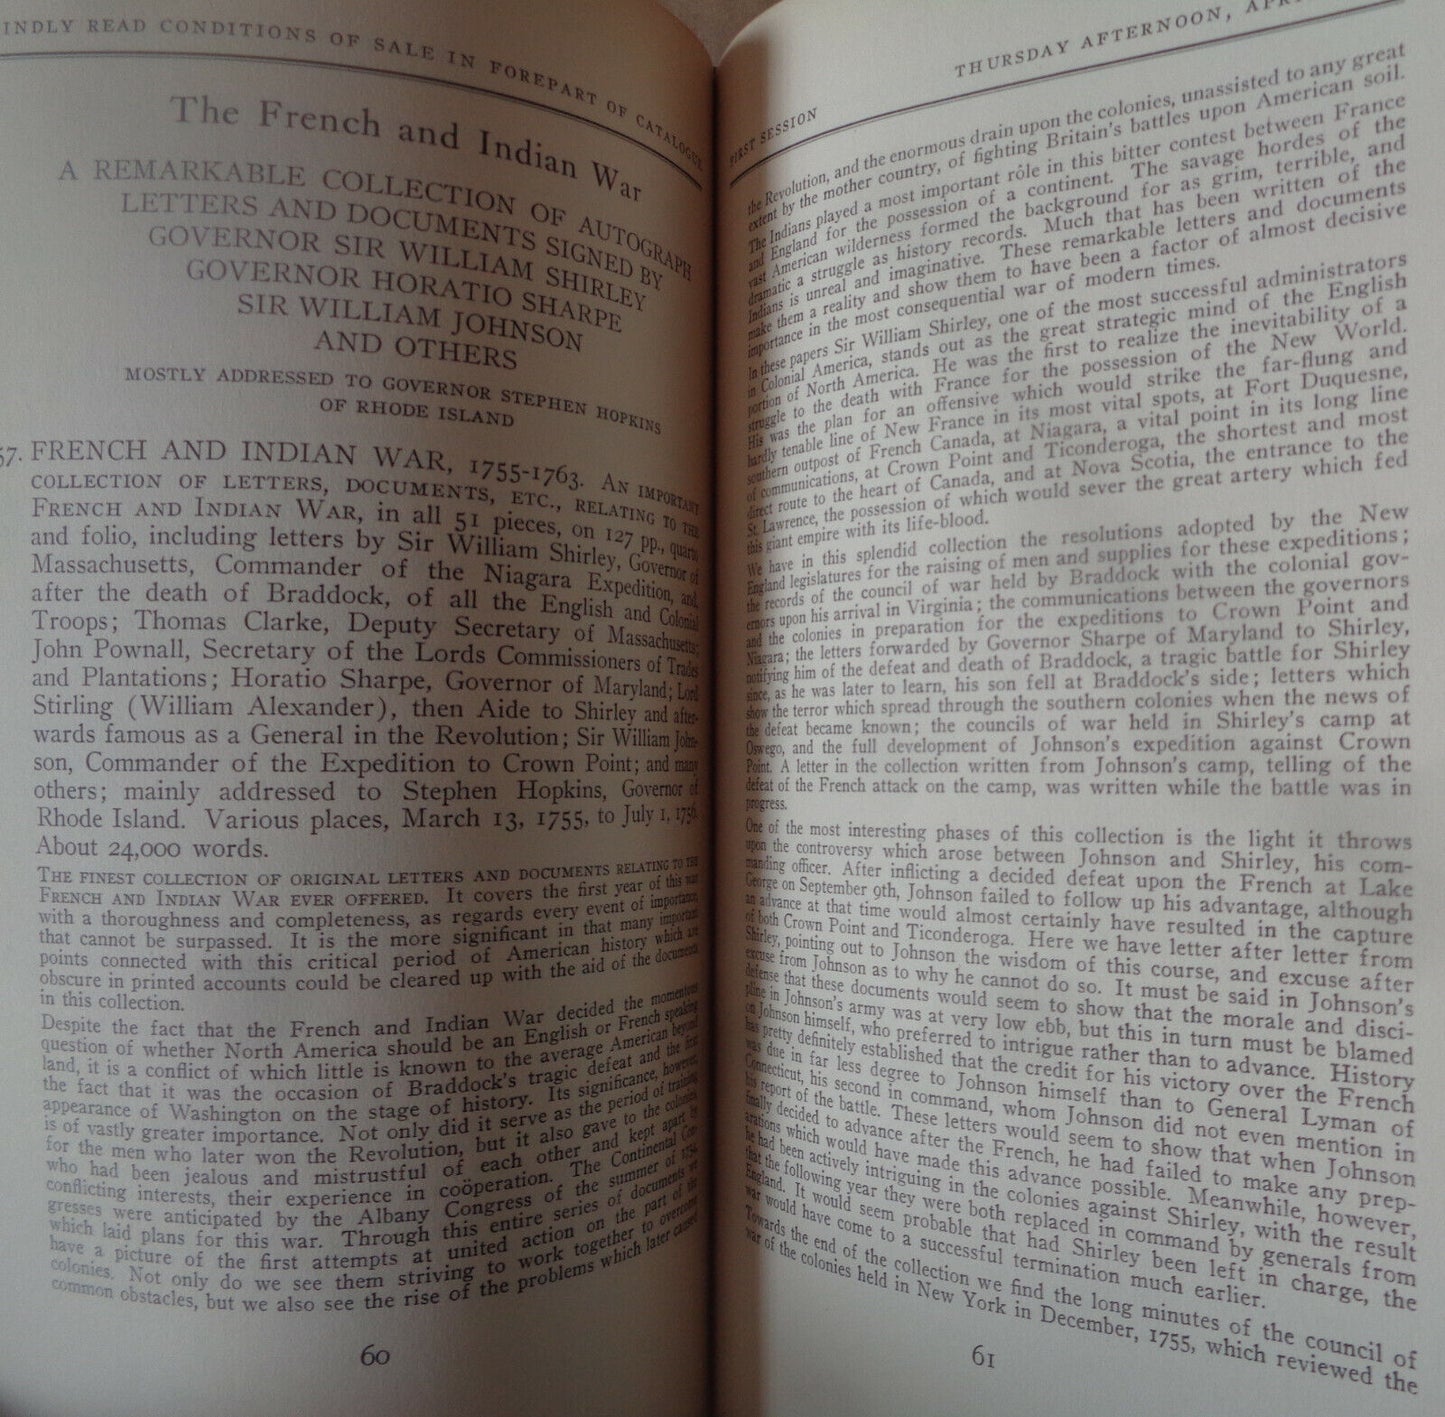 INDLY READ CONDITIONS OF SALE IN FOREPART OF CATALOGUE
The French and Indian War
A REMARKABLE COLLECTION OF AUTOGRAPH
LETTERS AND DOCUMENTS SIGNED BY
GOVERNOR SIR WILLIAM SHIRLEY
GOVERNOR HORATIO SHARPE
SIR WILLIAM JOHNSON
AND OTHERS
MOSTLY ADDRESSED TO GOVERNOR STEPHEN HOPKINS
OF RHODE ISLAND
57. FRENCH AND INDIAN WAR, 1755-1763. AN IMPORTANT
COLLECTION OF LETTERS, DOCUMENTS, ETC., RELATING TO THE
FRENCH AND INDIAN WAR, in all 51 pieces, on 127 pp., quarto
and folio, including letters by Sir William Shirley, Governor of
Massachusetts, Commander of the Niagara Expedition, and,
after the death of Braddock, of all the English and Colonial
Troops; Thomas Clarke, Deputy Secretary of Massachusetts;
John Pownall, Secretary of the Lords Commissioners of Trades
and Plantations; Horatio Sharpe, Governor of Maryland; Lord
Stirling (William Alexander), then Aide to Shirley and after-
wards famous as a General in the Revolution; Sir William John-
son, Commander of the Expedition to Crown Point; and many
others; mainly addressed to Stephen Hopkins, Governor of
Rhode Island. Various places, March 13, 1755, to July 1, 1756.
About 24,000 words.
THE FINEST COLLECTION OF ORIGINAL LETTERS AND DOCUMENTS RELATING TO THE
FRENCH AND INDIAN WAR EVER OFFERED. It covers the first year of this war
with a thoroughness and completeness, as regards every event of importance,
that cannot be surpassed. It is the more significant in that many important
points connected with this critical period of American history which are
obscure in printed accounts could be cleared up with the aid of the documents
in this collection.
Despite the fact that the French and Indian War decided the momentous
question of whether North America should be an English or French speaking
land, it is a conflict of which little is known to the average American beyond
the fact that it was the occasion of Braddock's tragic defeat and the first
appearance of Washington on the stage of history. Its significance, however,
is of vastly greater importance. Not only did it serve as the period of training
for the men who later won the Revolution, but it also gave to the colonies
who had been jealous and mistrustful of each other and kept apart by
conflicting interests, their experience in coöperation. The Continental Con-
gresses were anticipated by the Albany Congress of the summer of 1754,
which laid plans for this war. Through this entire series of documents we
have a picture of the first attempts at united action on the part of the
colonies. Not only do we see them striving to work together to overcome
common obstacles, but we also see the rise of the problems which later caused
60
FIRST SESSION THURSDAY AFTERNOON, APR
the Revolution, and the enormous drain upon the colonies, unassisted to any great
extent by the mother country, of fighting Britain's battles upon American soil.
The Indians played a most important rôle in this bitter contest between France
and England for the possession of a continent. The savage hordes of the
vast American wilderness formed the background for as grim, terrible, and
dramatic a struggle as history records. Much that has been written of the
Indians is unreal and imaginative. These remarkable letters and documents
make them a reality and show them to have been a factor of almost decisive
importance in the most consequential war of modern times.
In these papers Sir William Shirley, one of the most successful administrators
in Colonial America, stands out as the great strategic mind of the English
portion of North America. He was the first to realize the inevitability of a
struggle to the death with France for the possession of the New World.
His was the plan for an offensive which would strike the far-flung and
hardly tenable line of New France in its most vital spots, at Fort Duquesne,
southern outpost of French Canada, at Niagara, a vital point in its long line
of communications, at Crown Point and Ticonderoga, the shortest and most
direct route to the heart of Canada, and at Nova Scotia, the entrance to the
St. Lawrence, the possession of which would sever the great artery which fed
this giant empire with its life-blood.
We have in this splendid collection the resolutions adopted by the New
England legislatures for the raising of men and supplies for these expeditions;
the records of the council of war held by Braddock with the colonial gov-
ernors upon his arrival in Virginia; the communications between the governors
and the colonies in preparation for the expeditions to Crown Point and
Niagara; the letters forwarded by Governor Sharpe of Maryland to Shirley,
notifying him of the defeat and death of Braddock, a tragic battle for Shirley
since, as he was later to learn, his son fell at Braddock's side; letters which
show the terror which spread through the southern colonies when the news of
the defeat became known; the councils of war held in Shirley's camp at
Oswego, and the full development of Johnson's expedition against Crown
Point. A letter in the collection written from Johnson's camp, telling of the
defeat of the French attack on the camp, was written while the battle was in
progress.
One of the most interesting phases of this collection is the light it throws
upon the controversy which arose between Johnson and Shirley, his com-
manding officer. After inflicting a decided defeat upon the French at Lake
George on September 9th, Johnson failed to follow up his advantage, although
an advance at that time would almost certainly have resulted in the capture
of both Crown Point and Ticonderoga. Here we have letter after letter from
Shirley, pointing out to Johnson the wisdom of this course, and excuse after
excuse from Johnson as to why he cannot do so. It must be said in Johnson's
defense that these documents would seem to show that the morale and disci-
pline in Johnson's army was at very low ebb, but this in turn must be blamed
on Johnson himself, who preferred to intrigue rather than to advance. History
has pretty definitely established that the credit for his victory over the French
was due in far less degree to Johnson himself than to General Lyman of
Connecticut, his second in command, whom Johnson did not even mention in
his report of the battle. These letters would seem to show that when Johnson
finally decided to advance after the French, he had failed to make any prep-
arations which would have made this advance possible. Meanwhile, however,
he had been actively intriguing in the colonies against Shirley, with the result
that the following year they were both replaced in command by generals from
England. It would seem probable that had Shirley been left in charge, the
war would have come to a successful termination much earlier.
Towards the end of the collection we find the long minutes of the council of
war of the colonies held in New York in December, 1755, which reviewed the
61